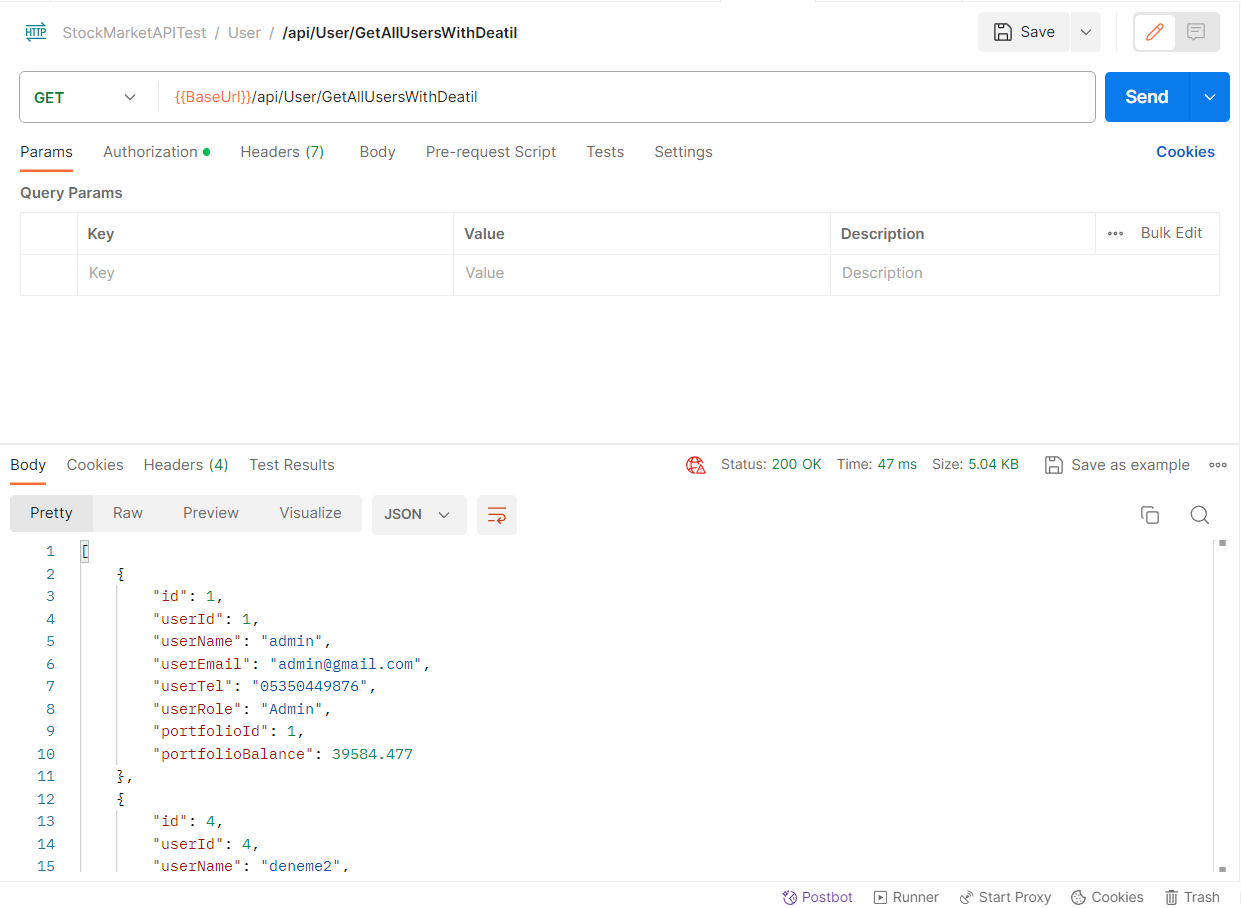 HTTP StockMarketAPITest / User / /api/User/GetAllUsersWithDeatil Save
GET {{BaseUrl}}/api/User/GetAllUsersWithDeatil Send
Params Authorization Headers (7) Body Pre-request Script Tests Settings Cookies
Query Params
Key Value Description Bulk Edit
Key Value Description
Body Cookies Headers (4) Test Results Status: 200 OK Time: 47 ms Size: 5.04 KB Save as example
Pretty Raw Preview Visualize JSON
1 [
2 {
3 "id": 1,
4 "userId": 1,
5 "userName": "admin",
6 "userEmail": "admin@gmail.com",
7 "userTel": "05350449876",
8 "userRole": "Admin",
9 "portfolioId": 1,
10 "portfolioBalance": 39584.477
11 },
12 {
13 "id": 4,
14 "userId": 4,
15 "userName": "deneme2",
Postbot Runner Start Proxy Cookies Trash